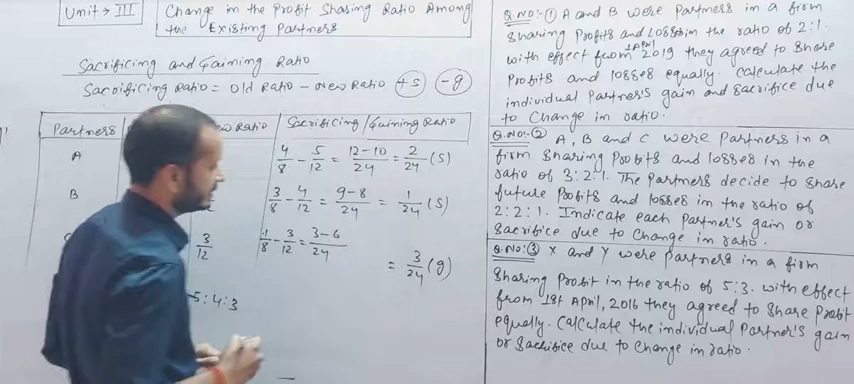 Unit → III
Change in the Profit Sharing Ratio Among
the Existing Partners
Sacrificing and Gaining Ratio
Sacrificing Ratio = Old Ratio - New Ratio +s -g
Partners Ratio Sacrificing/Gaining Ratio
A 4/8 - 5/12 = 12-10/24 = 2/24 (s)
B 3/8 - 4/12 = 9-8/24 = 1/24 (s)
3/12 1/8 - 3/12 = 3-6/24
= 3/24 (g)
5:4:3
Q.No:-① A and B were Partners in a firm
Sharing Profits and Losses in the ratio of 2:1.
with effect from 1 April 2019 they agreed to share
Profits and losses equally. Calculate the
individual Partner's gain and Sacrifice due
to Change in ratio.
Q.No:-② A, B and C were Partners in a
firm Sharing Profits and losses in the
ratio of 3:2:1. The Partners decide to share
future Profits and losses in the ratio of
2:2:1. Indicate each Partner's gain or
Sacrifice due to Change in ratio.
Q.No:③ X and Y were Partners in a firm
Sharing Profit in the ratio of 5:3. with effect
from 1st April, 2016 they agreed to Share Profit
equally. Calculate the individual Partner's gain
or Sacrifice due to Change in ratio.